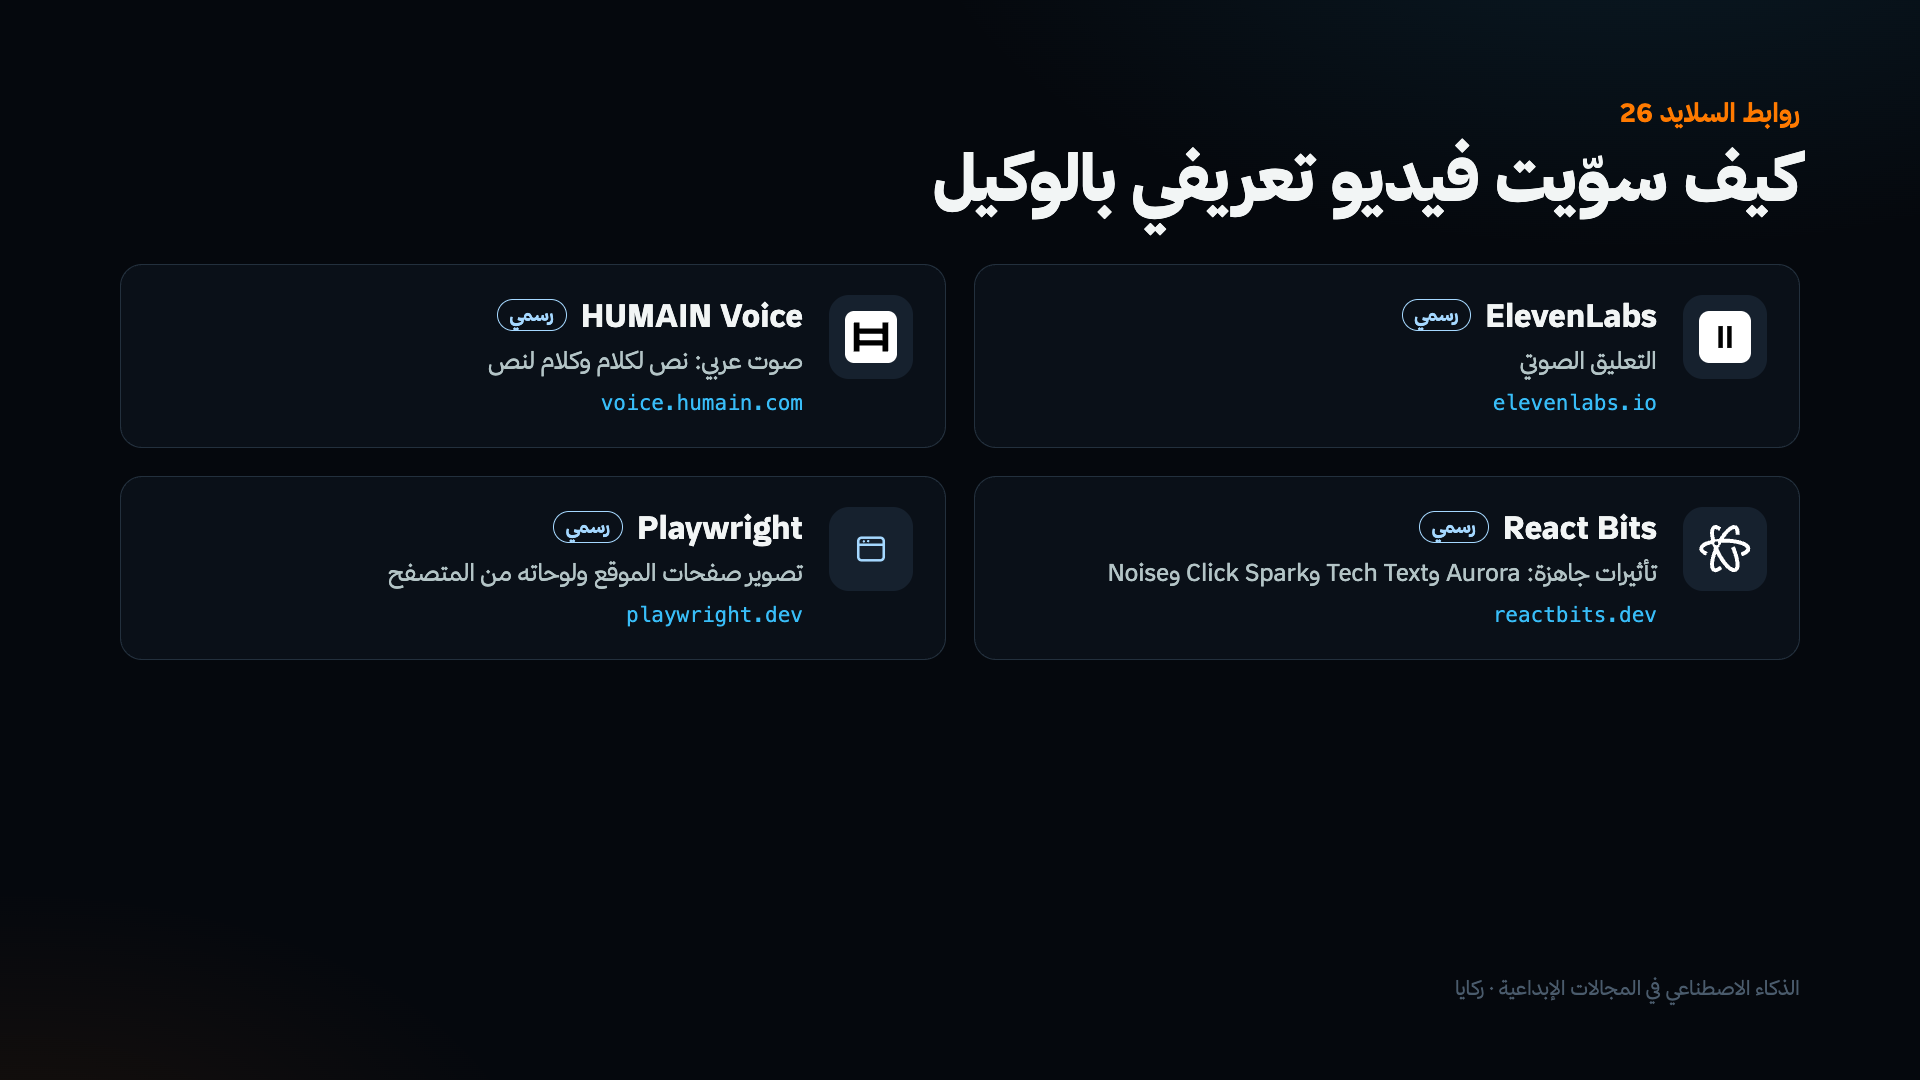 روابط السلايد 26
كيف سوّيت فيديو تعريفي بالوكيل
ElevenLabs رسمي
التعليق الصوتي
elevenlabs.io
HUMAIN Voice رسمي
صوت عربي: نص لكلام وكلام لنص
voice.humain.com
React Bits رسمي
تأثيرات جاهزة: Aurora وTech Text وClick Spark وNoise
reactbits.dev
Playwright رسمي
تصوير صفحات الموقع ولوحاته من المتصفح
playwright.dev
الذكاء الاصطناعي في المجالات الإبداعية · ركايا